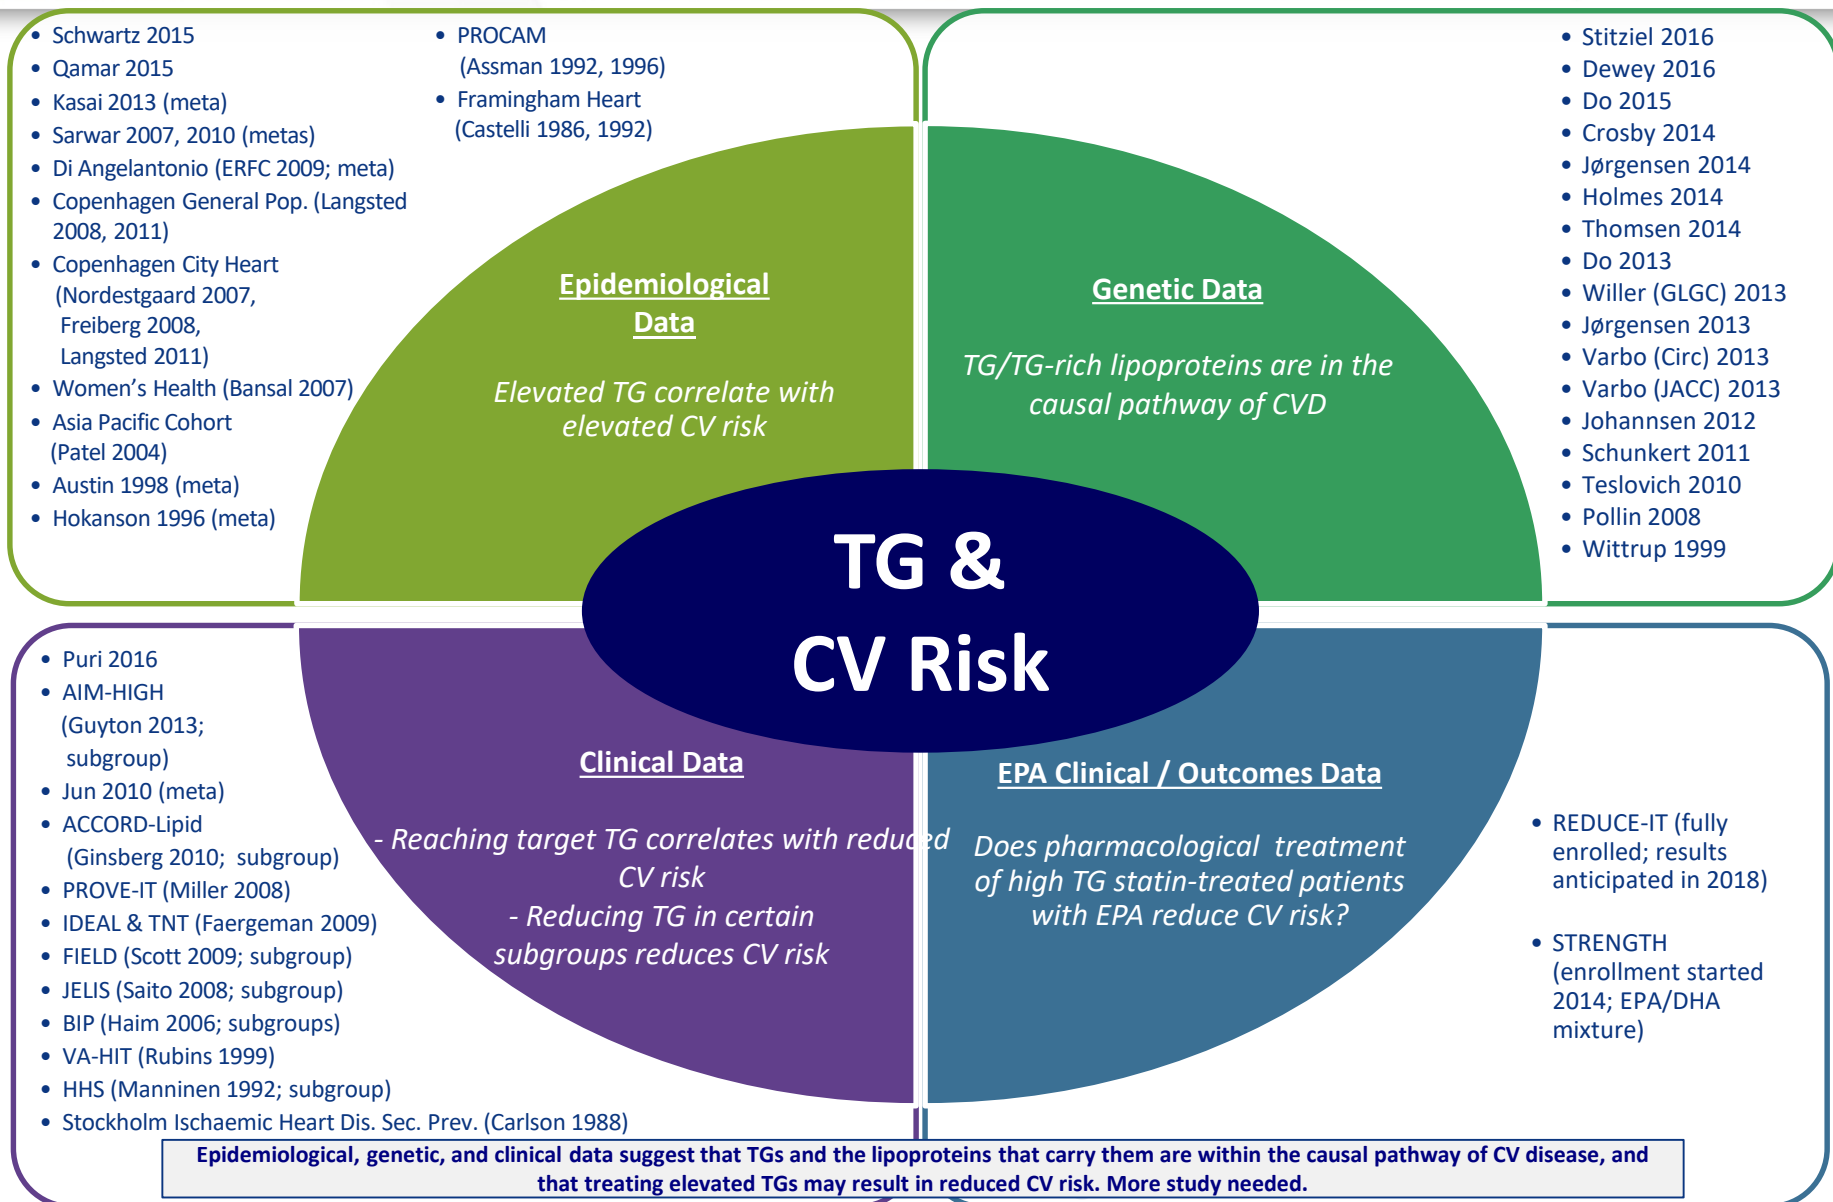 • Schwartz 2015
• Qamar 2015
• Kasai 2013 (meta)
• Sarwar 2007, 2010 (metas)
• Di Angelantonio (ERFC 2009; meta)
• Copenhagen General Pop. (Langsted
2008, 2011)
• Copenhagen City Heart
(Nordestgaard 2007,
Freiberg 2008,
Langsted 2011)
• Women’s Health (Bansal 2007)
• Asia Pacific Cohort
(Patel 2004)
• Austin 1998 (meta)
• Hokanson 1996 (meta)
• PROCAM
(Assman 1992, 1996)
• Framingham Heart
(Castelli 1986, 1992)
Epidemiological
Data
Elevated TG correlate with
elevated CV risk
Genetic Data
TG/TG-rich lipoproteins are in the
causal pathway of CVD
• Stitziel 2016
• Dewey 2016
• Do 2015
• Crosby 2014
• Jørgensen 2014
• Holmes 2014
• Thomsen 2014
• Do 2013
• Willer (GLGC) 2013
• Jørgensen 2013
• Varbo (Circ) 2013
• Varbo (JACC) 2013
• Johannsen 2012
• Schunkert 2011
• Teslovich 2010
• Pollin 2008
• Wittrup 1999
TG &
CV Risk
• Puri 2016
• AIM-HIGH
(Guyton 2013;
subgroup)
• Jun 2010 (meta)
• ACCORD-Lipid
(Ginsberg 2010; subgroup)
• PROVE-IT (Miller 2008)
• IDEAL & TNT (Faergeman 2009)
• FIELD (Scott 2009; subgroup)
• JELIS (Saito 2008; subgroup)
• BIP (Haim 2006; subgroups)
• VA-HIT (Rubins 1999)
• HHS (Manninen 1992; subgroup)
• Stockholm Ischaemic Heart Dis. Sec. Prev. (Carlson 1988)
Clinical Data
- Reaching target TG correlates with reduced
CV risk
- Reducing TG in certain
subgroups reduces CV risk
EPA Clinical / Outcomes Data
Does pharmacological treatment
of high TG statin-treated patients
with EPA reduce CV risk?
• REDUCE-IT (fully
enrolled; results
anticipated in 2018)
• STRENGTH
(enrollment started
2014; EPA/DHA
mixture)
Epidemiological, genetic, and clinical data suggest that TGs and the lipoproteins that carry them are within the causal pathway of CV disease, and
that treating elevated TGs may result in reduced CV risk. More study needed.